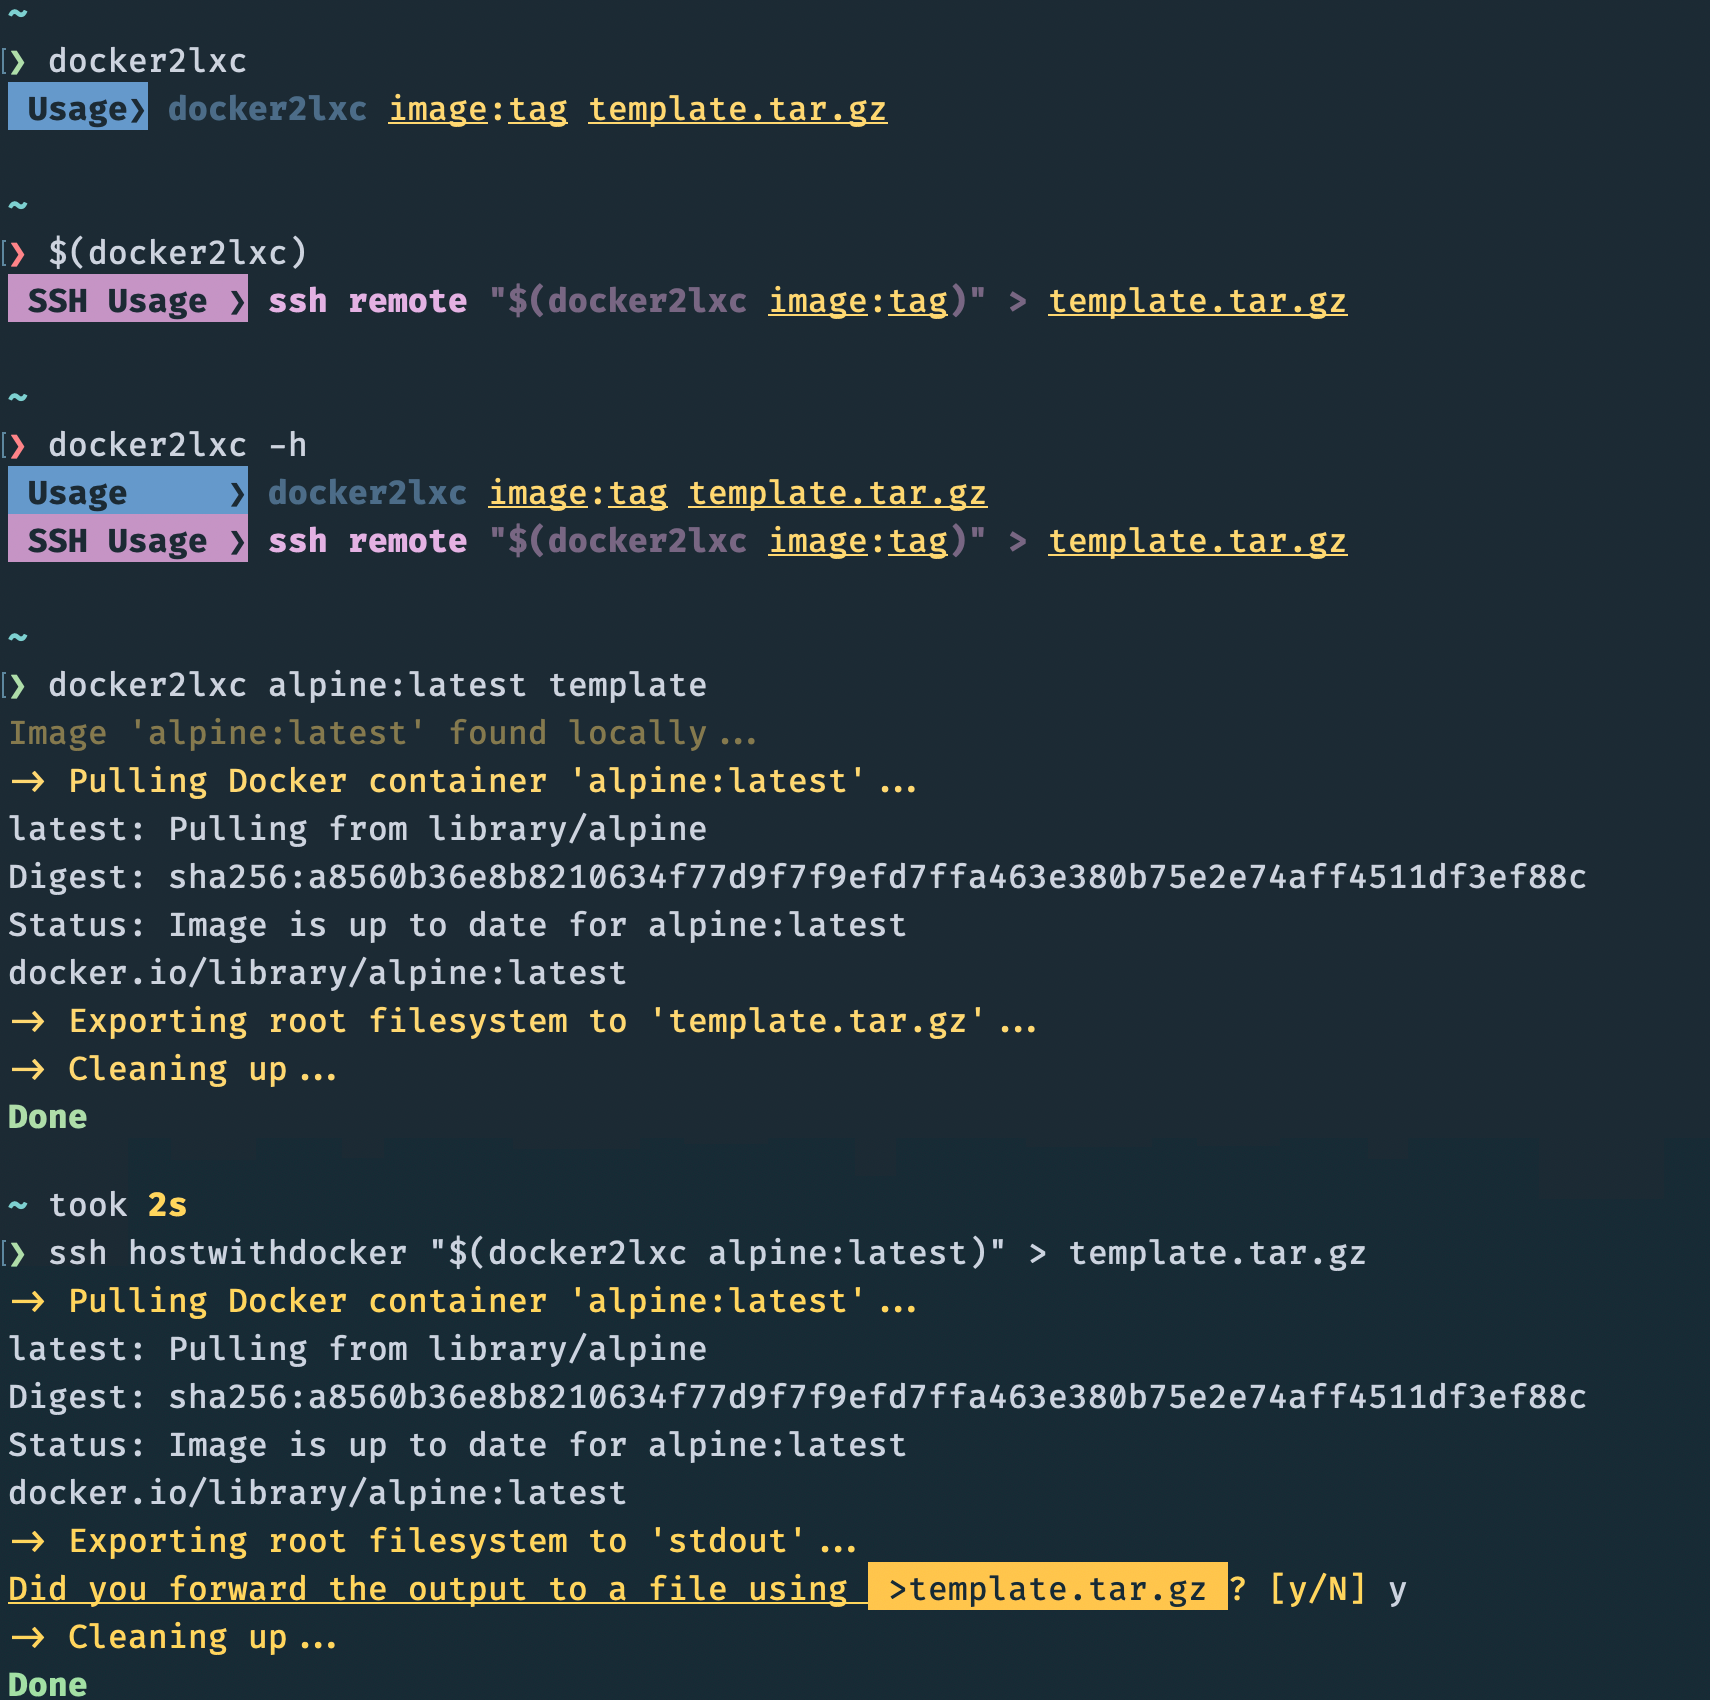 ~
❯ docker2lxc
Usage❯ docker2lxc image:tag template.tar.gz
~
❯ $(docker2lxc)
SSH Usage ❯ ssh remote "$(docker2lxc image:tag)" > template.tar.gz
~
❯ docker2lxc -h
Usage ❯ docker2lxc image:tag template.tar.gz
SSH Usage ❯ ssh remote "$(docker2lxc image:tag)" > template.tar.gz
~
❯ docker2lxc alpine:latest template
Image 'alpine:latest' found locally...
→ Pulling Docker container 'alpine:latest'...
latest: Pulling from library/alpine
Digest: sha256:a8560b36e8b8210634f77d9f7f9efd7ffa463e380b75e2e74aff4511df3ef88c
Status: Image is up to date for alpine:latest
docker.io/library/alpine:latest
→ Exporting root filesystem to 'template.tar.gz'...
→ Cleaning up...
Done
~ took 2s
❯ ssh hostwithdocker "$(docker2lxc alpine:latest)" > template.tar.gz
→ Pulling Docker container 'alpine:latest'...
latest: Pulling from library/alpine
Digest: sha256:a8560b36e8b8210634f77d9f7f9efd7ffa463e380b75e2e74aff4511df3ef88c
Status: Image is up to date for alpine:latest
docker.io/library/alpine:latest
→ Exporting root filesystem to 'stdout'...
Did you forward the output to a file using >template.tar.gz ? [y/N] y
→ Cleaning up...
Done